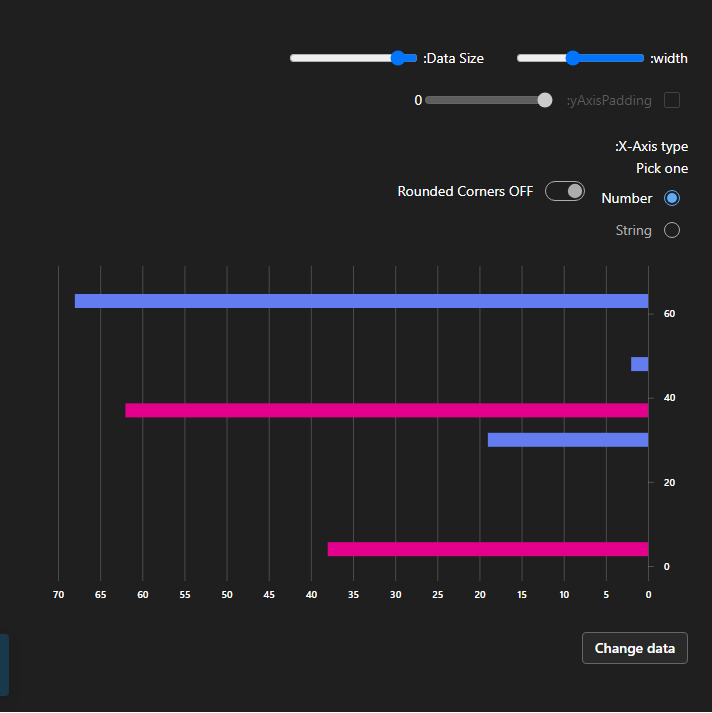 :width
:Data Size
:yAxisPadding
0
:X-Axis type
Pick one
Number
String
Rounded Corners OFF
60
40
20
0
70 65 60 55 50 45 40 35 30 25 20 15 10 5 0
Change data